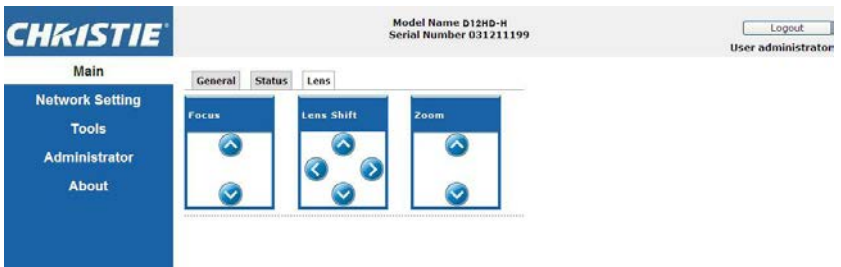 CHRISTIE
Model Name D12HD-H
Serial Number 031211199
Logout
User administrator
Main
Network Setting
Tools
Administrator
About
General Status Lens
Focus
Lens Shift
Zoom